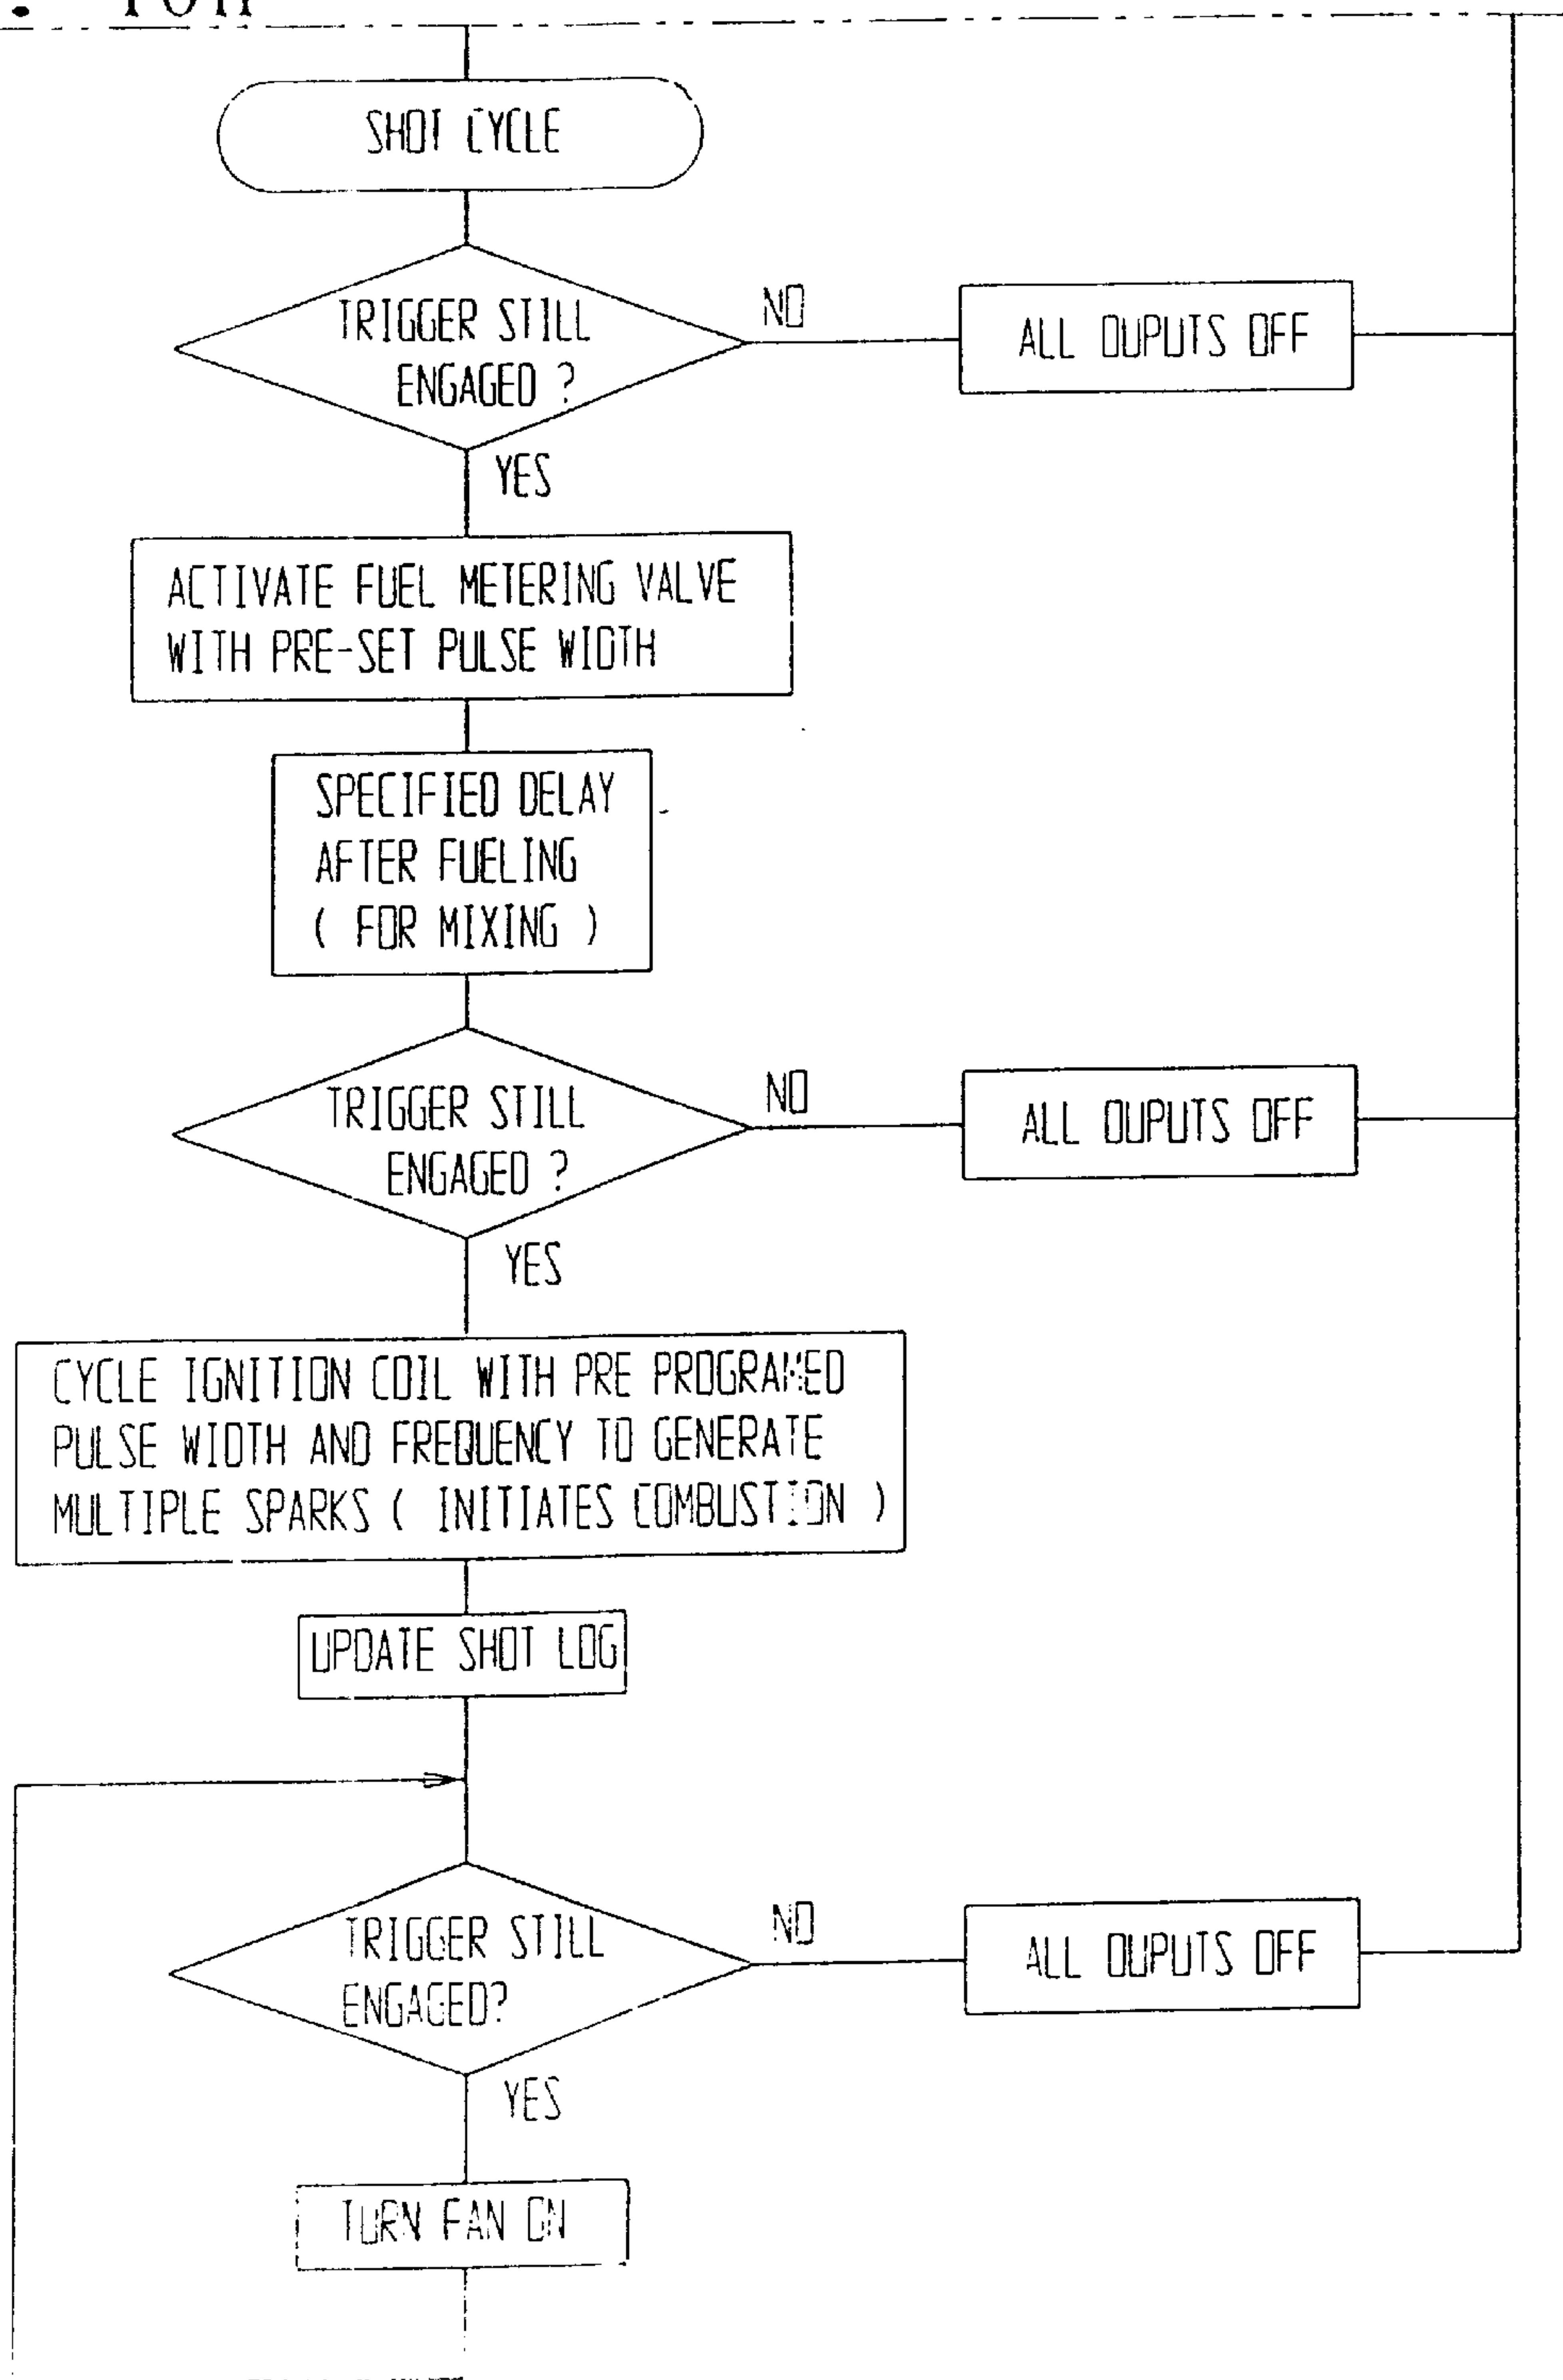 SHOT CYCLE
TRIGGER STILL
ENGAGED ?
NO
ALL OUPUTS OFF
YES
ACTIVATE FUEL METERING VALVE
WITH PRE-SET PULSE WIDTH
SPECIFIED DELAY
AFTER FUELING
( FOR MIXING )
TRIGGER STILL
ENGAGED ?
NO
ALL OUPUTS OFF
YES
CYCLE IGNITION COIL WITH PRE PROGRAMED
PULSE WIDTH AND FREQUENCY TO GENERATE
MULTIPLE SPARKS ( INITIATES COMBUSTION )
UPDATE SHOT LOG
TRIGGER STILL
ENGAGED?
NO
ALL OUPUTS OFF
YES
TURN FAN ON